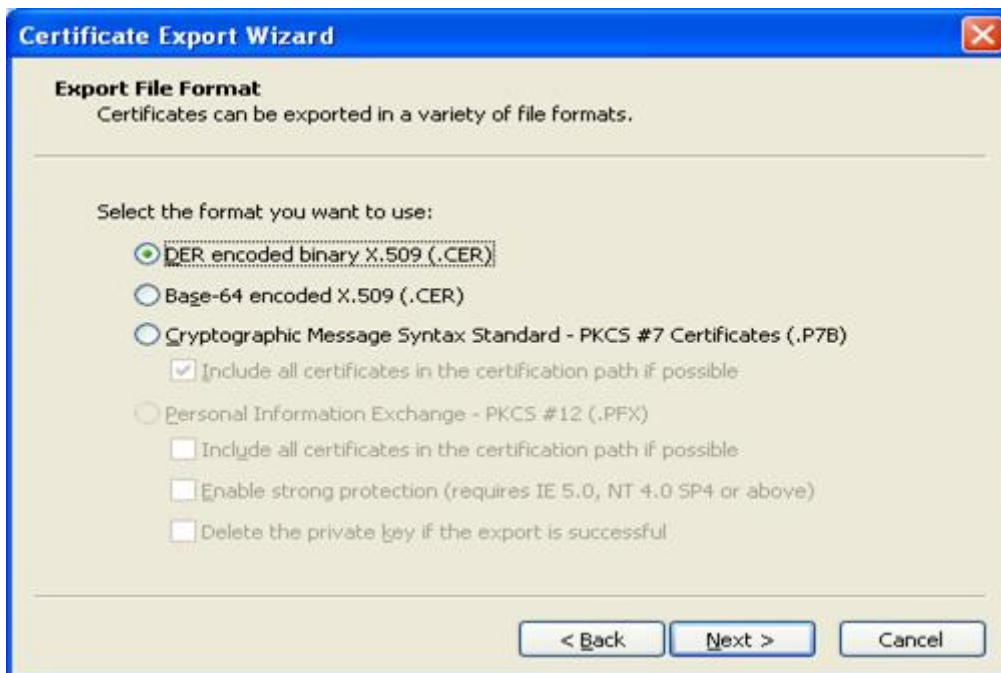 Certificate Export Wizard
Export File Format
Certificates can be exported in a variety of file formats.
Select the format you want to use:
DER encoded binary X.509 (.CER)
Base-64 encoded X.509 (.CER)
Cryptographic Message Syntax Standard - PKCS #7 Certificates (.P7B)
Include all certificates in the certification path if possible
Personal Information Exchange - PKCS #12 (.PFX)
Include all certificates in the certification path if possible
Enable strong protection (requires IE 5.0, NT 4.0 SP4 or above)
Delete the private key if the export is successful
< Back Next > Cancel